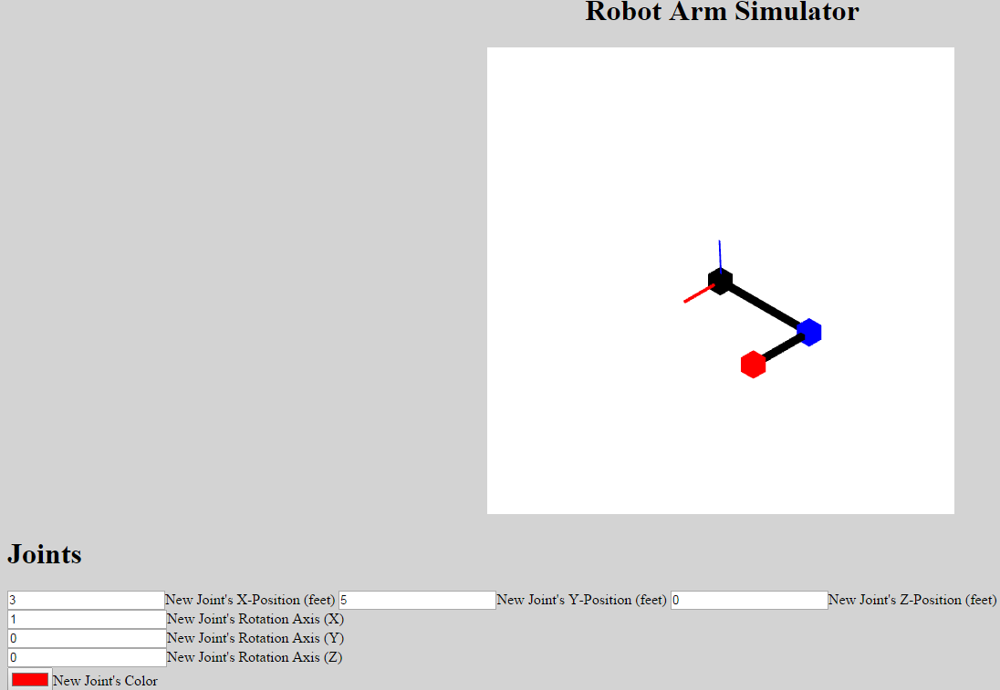 Robot Arm Simulator
Joints
3 New Joint's X-Position (feet) 5 New Joint's Y-Position (feet) 0 New Joint's Z-Position (feet)
1 New Joint's Rotation Axis (X)
0 New Joint's Rotation Axis (Y)
0 New Joint's Rotation Axis (Z)
New Joint's Color